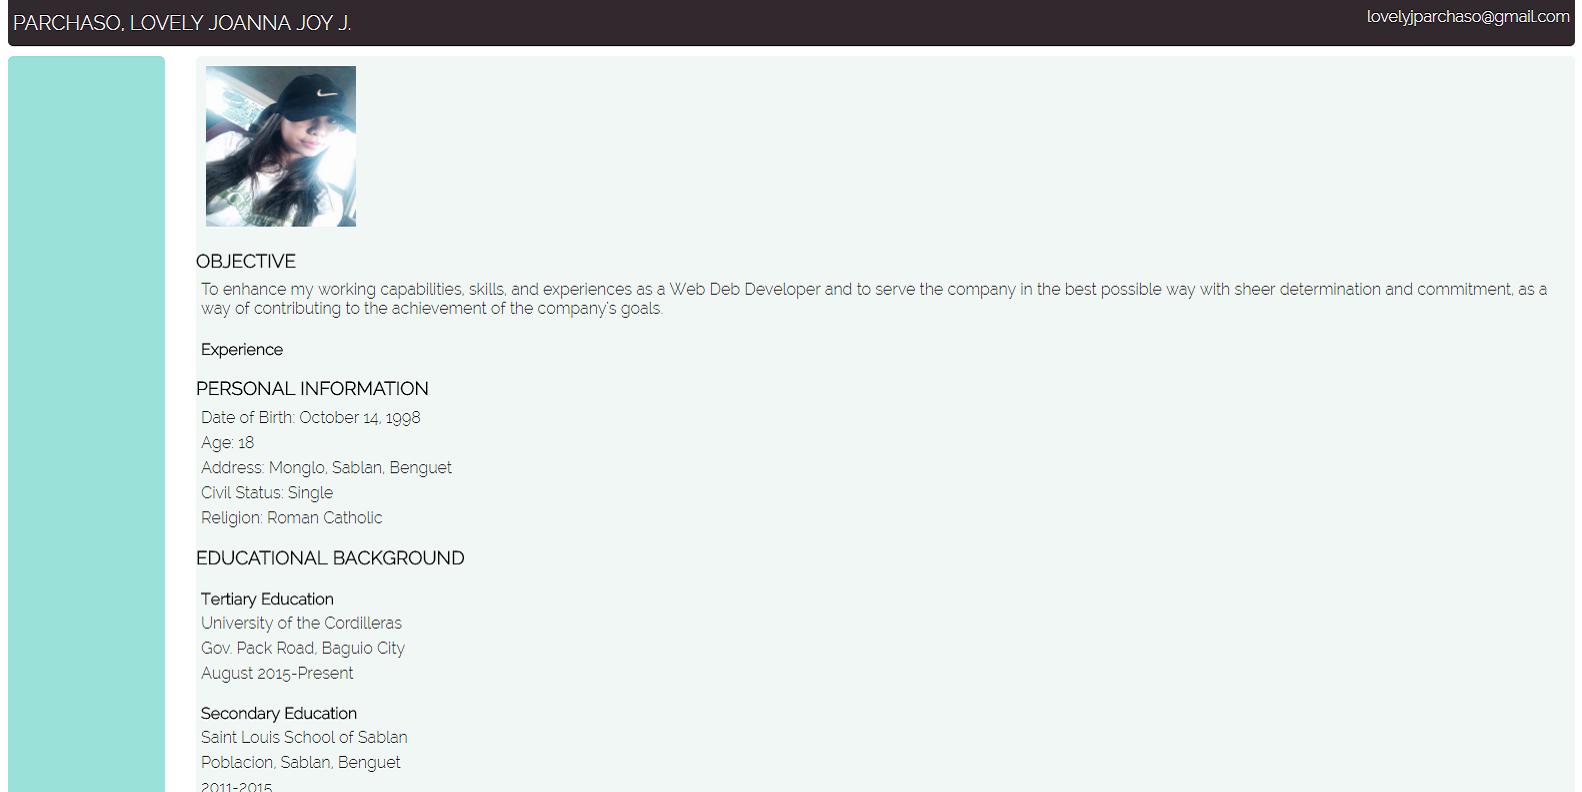 PARCHASO, LOVELY JOANNA JOY J.
lovelyjparchaso@gmail.com
OBJECTIVE
To enhance my working capabilities, skills, and experiences as a Web Deb Developer and to serve the company in the best possible way with sheer determination and commitment, as a
way of contributing to the achievement of the company's goals.
Experience
PERSONAL INFORMATION
Date of Birth: October 14, 1998
Age: 18
Address: Monglo, Sablan, Benguet
Civil Status: Single
Religion: Roman Catholic
EDUCATIONAL BACKGROUND
Tertiary Education
University of the Cordilleras
Gov. Pack Road, Baguio City
August 2015-Present
Secondary Education
Saint Louis School of Sablan
Poblacion, Sablan, Benguet
2011-2015